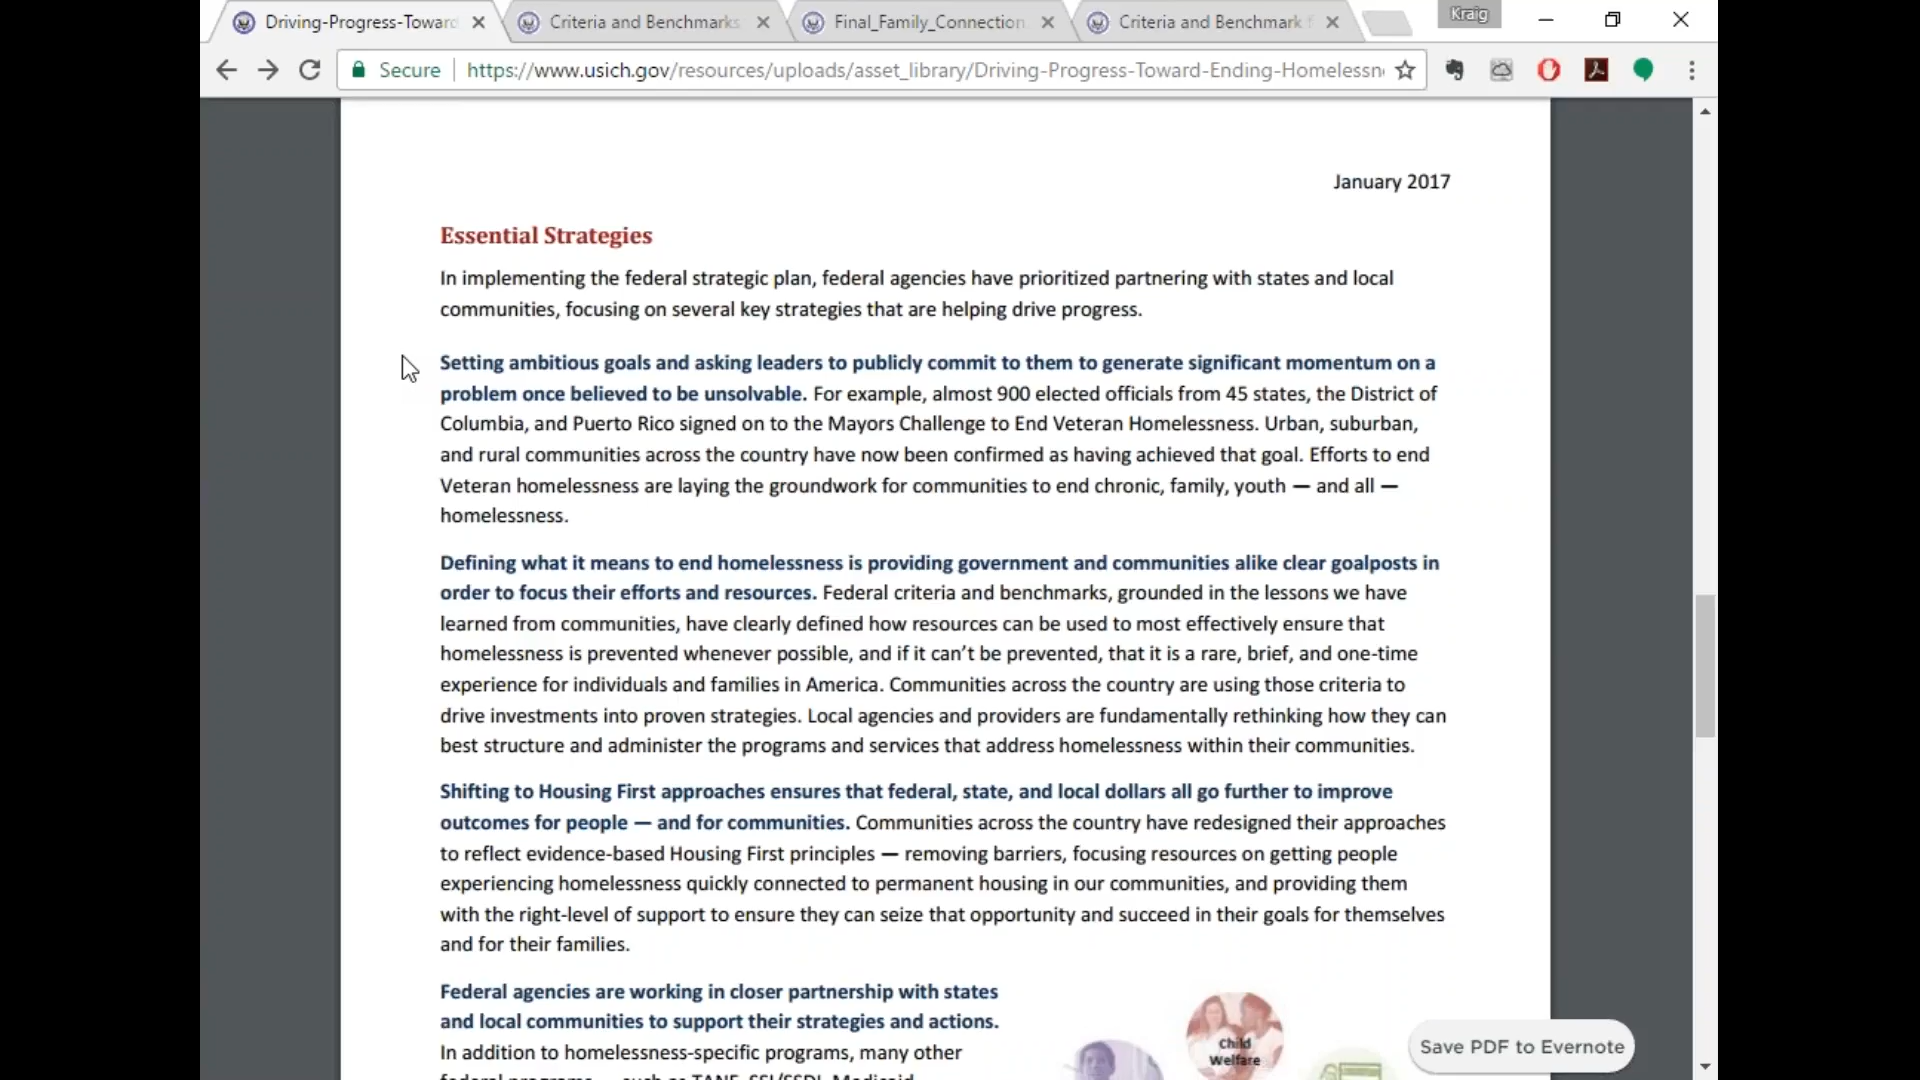 Driving-Progress-Toward
Criteria and Benchmarks
Final_Family_Connection
Criteria and Benchmark f
Kraig
Secure
https://www.usich.gov/resources/uploads/asset_library/Driving-Progress-Toward-Ending-Homelessn
January 2017
Essential Strategies
In implementing the federal strategic plan, federal agencies have prioritized partnering with states and local
communities, focusing on several key strategies that are helping drive progress.
Setting ambitious goals and asking leaders to publicly commit to them to generate significant momentum on a
problem once believed to be unsolvable. For example, almost 900 elected officials from 45 states, the District of
Columbia, and Puerto Rico signed on to the Mayors Challenge to End Veteran Homelessness. Urban, suburban,
and rural communities across the country have now been confirmed as having achieved that goal. Efforts to end
Veteran homelessness are laying the groundwork for communities to end chronic, family, youth — and all —
homelessness.
Defining what it means to end homelessness is providing government and communities alike clear goalposts in
order to focus their efforts and resources. Federal criteria and benchmarks, grounded in the lessons we have
learned from communities, have clearly defined how resources can be used to most effectively ensure that
homelessness is prevented whenever possible, and if it can’t be prevented, that it is a rare, brief, and one-time
experience for individuals and families in America. Communities across the country are using those criteria to
drive investments into proven strategies. Local agencies and providers are fundamentally rethinking how they can
best structure and administer the programs and services that address homelessness within their communities.
Shifting to Housing First approaches ensures that federal, state, and local dollars all go further to improve
outcomes for people — and for communities. Communities across the country have redesigned their approaches
to reflect evidence-based Housing First principles — removing barriers, focusing resources on getting people
experiencing homelessness quickly connected to permanent housing in our communities, and providing them
with the right-level of support to ensure they can seize that opportunity and succeed in their goals for themselves
and for their families.
Federal agencies are working in closer partnership with states
and local communities to support their strategies and actions.
In addition to homelessness-specific programs, many other
federal programs — such as TANF, SSI/SSDI, Medicaid,
Child
Welfare
Save PDF to Evernote